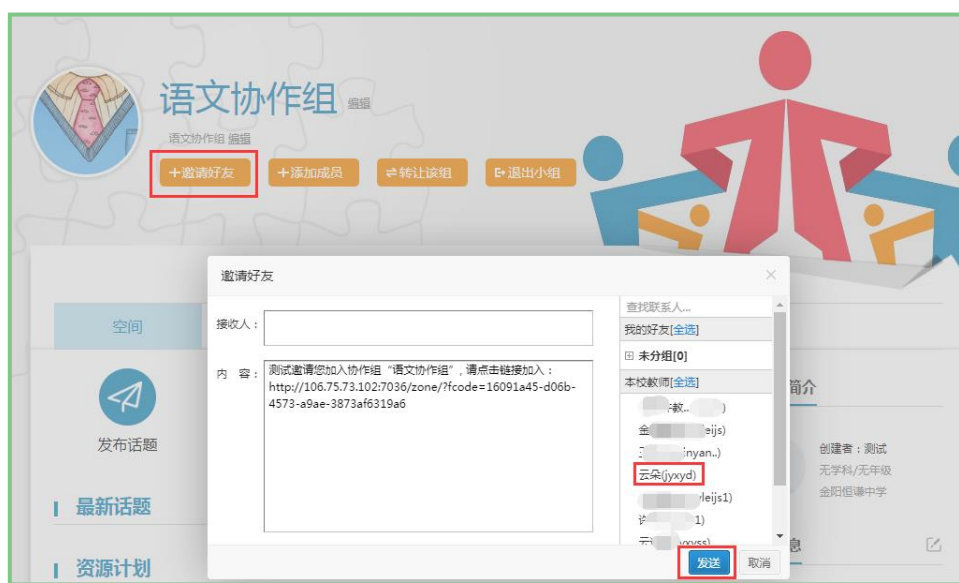 语文协作组 编辑
语文协作组 编辑
+邀请好友 +添加成员 转让该组 退出小组
邀请好友
空间
发布话题
最新话题
资源计划
接收人：
内 容：
测试邀请您加入协作组“语文协作组”，请点击链接加入：
http://106.75.73.102:7036/zone/?fcode=16091a45-d06b-
4573-a9ae-3873af6319a6
查找联系人...
我的好友[全选]
未分组[0]
本校教师[全选]
教..
金 eijs)
nyan..)
云朵(jyxyd)
leijs1)
1)
发送 取消
简介
创建者：测试
无学科/无年级
金阳恒谦中学
息